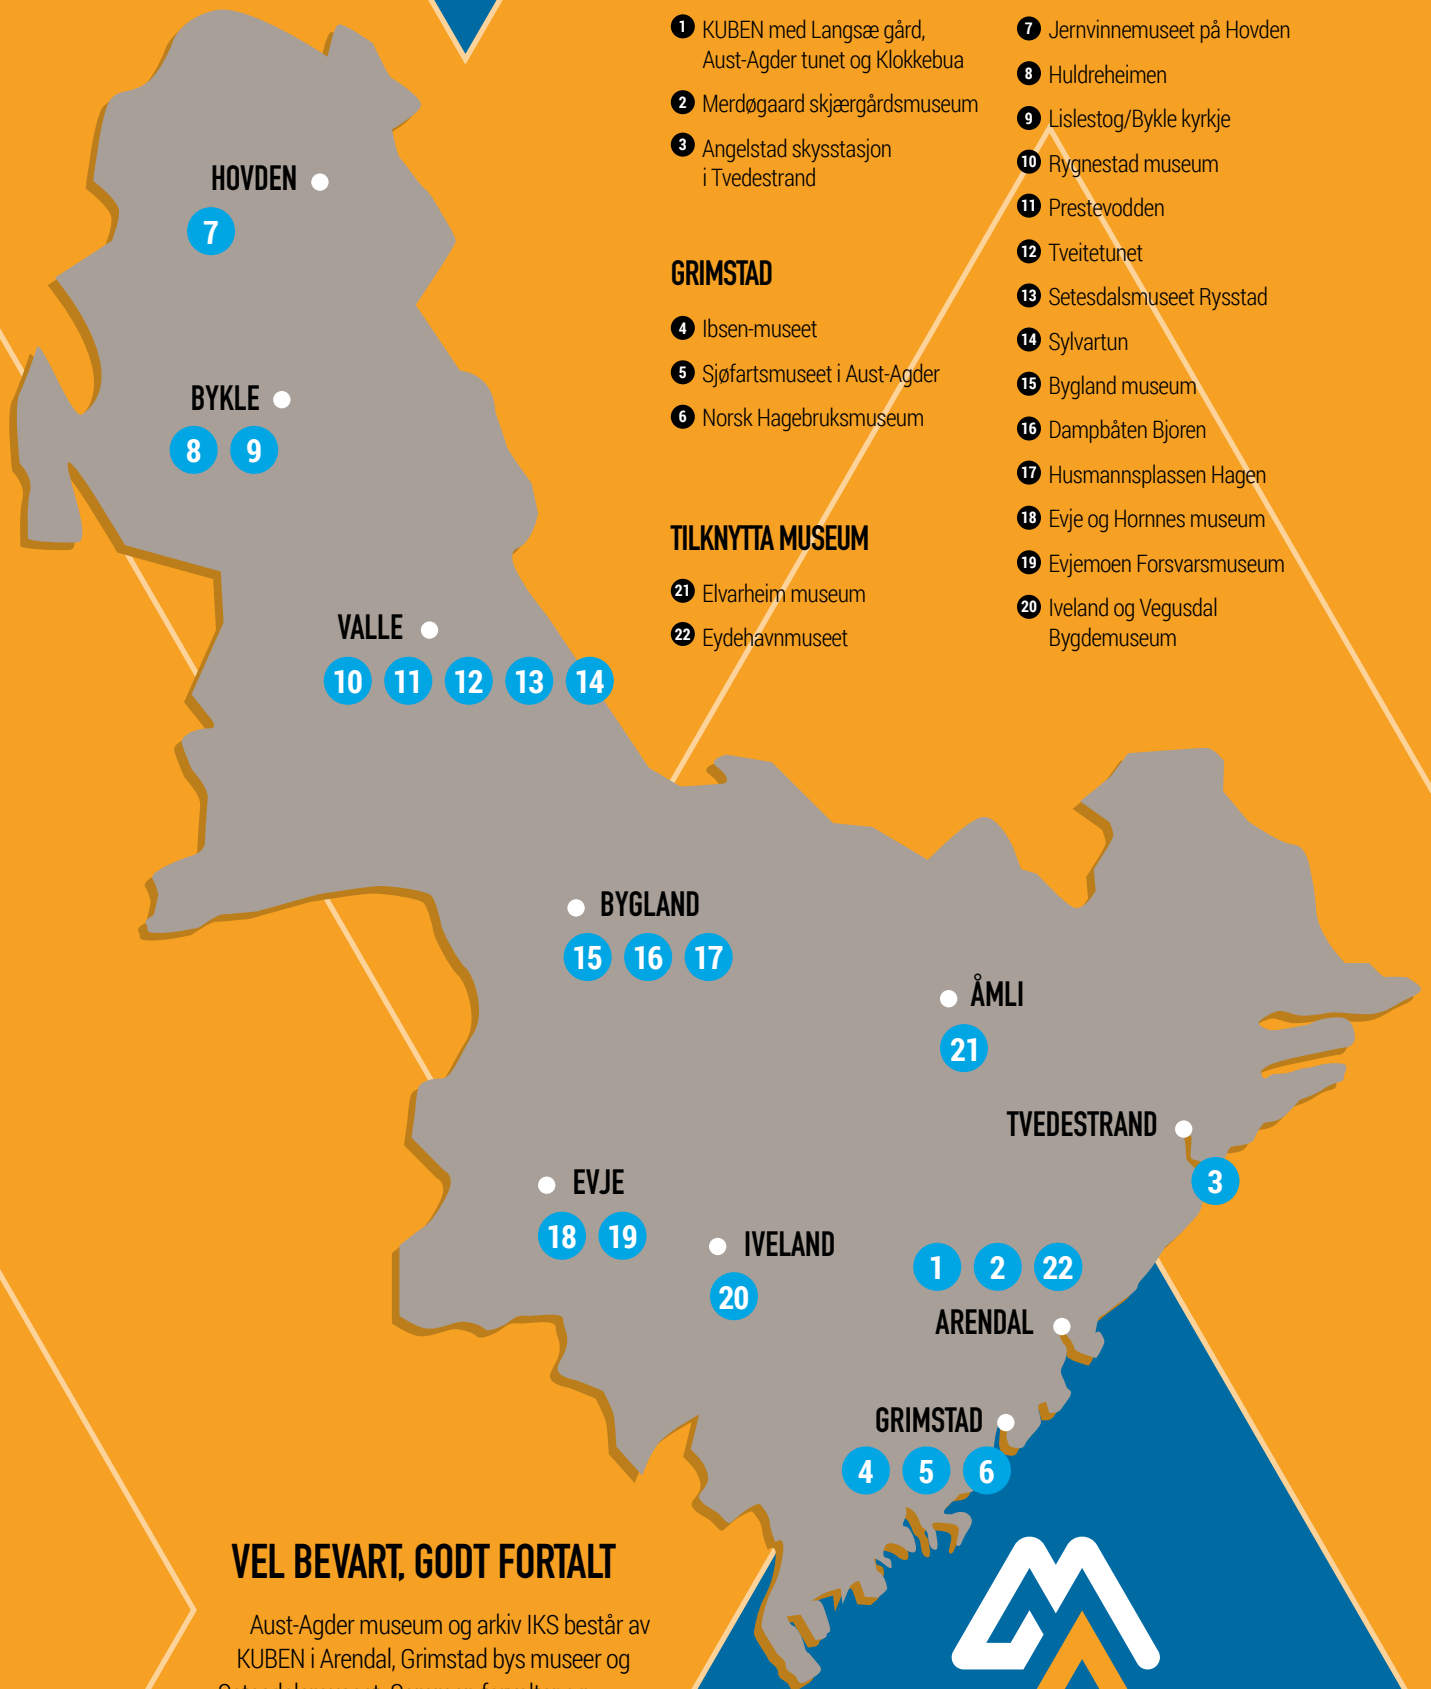 1 KUBEN med Langsæ gård,
Aust-Agder tunet og Klokkebua
2 Merdøgaard skjærgårdsmuseum
3 Angelstad skysstasjon
i Tvedestrand
GRIMSTAD
4 Ibsen-museet
5 Sjøfartsmuseet i Aust-Agder
6 Norsk Hagebruksmuseum
TILKNYTTA MUSEUM
21 Elvarheim museum
22 Eydehavnmuseet
7 Jernvinnemuseet på Hovden
8 Huldreheimen
9 Lislestog/Bykle kyrkje
10 Rygnestad museum
11 Prestevodden
12 Tveitetunet
13 Setesdalsmuseet Rysstad
14 Sylvartun
15 Bygland museum
16 Dampbåten Bjoren
17 Husmannsplassen Hagen
18 Evje og Hornnes museum
19 Evjemoen Forsvarsmuseum
20 Iveland og Vegusdal
Bygdemuseum
HOVDEN
7
BYKLE
8 9
VALLE
10 11 12 13 14
BYGLAND
15 16 17
ÅMLI
21
TVEDESTRAND
3
EVJE
18 19
IVELAND
20
1 2 22
ARENDAL
GRIMSTAD
4 5 6
VEL BEVART, GODT FORTALT
Aust-Agder museum og arkiv IKS består av
KUBEN i Arendal, Grimstad bys museer og